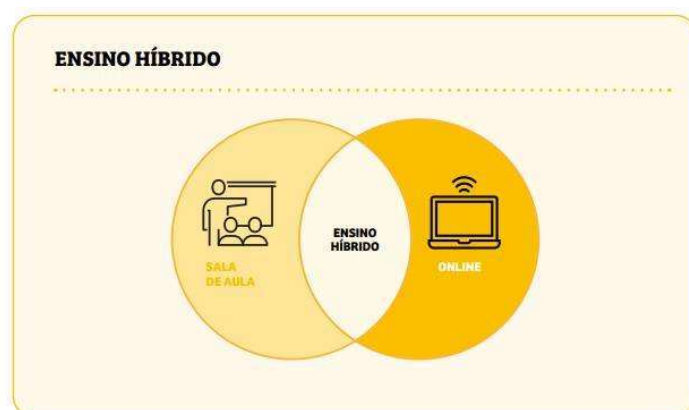 ENSINO HÍBRIDO
SALA
DE AULA
ENSINO
HÍBRIDO
ONLINE